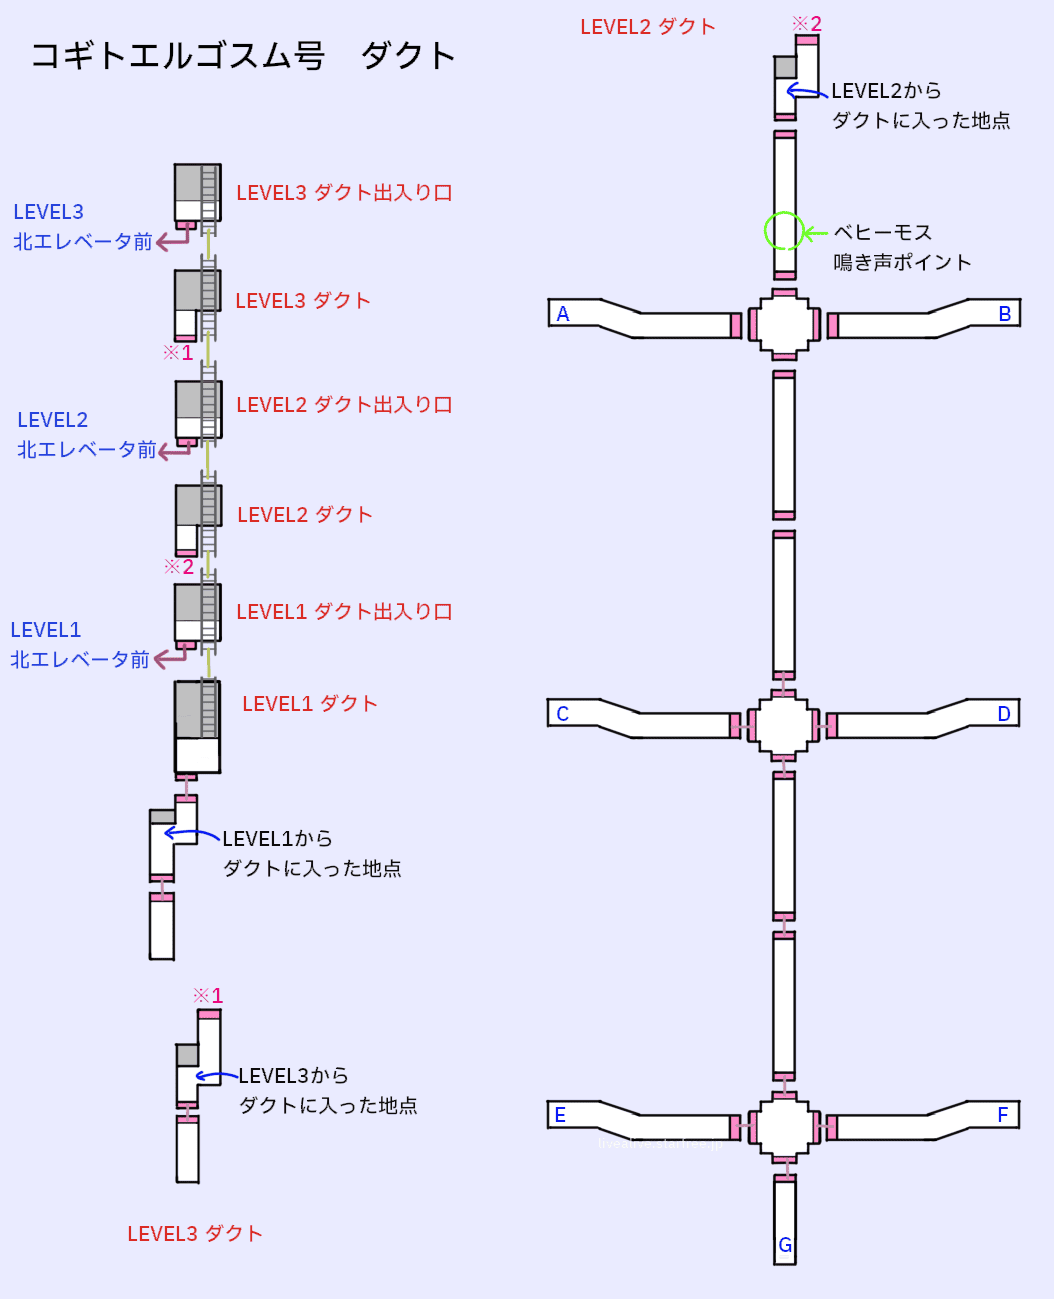 コギトエルゴスム号　ダクト
LEVEL3 ダクト出入り口
LEVEL3
北エレベータ前
LEVEL3 ダクト
※1
LEVEL2 ダクト出入り口
LEVEL2
北エレベータ前
LEVEL2 ダクト
※2
LEVEL1 ダクト出入り口
LEVEL1
北エレベータ前
LEVEL1 ダクト
LEVEL1から
ダクトに入った地点
※1
LEVEL3から
ダクトに入った地点
LEVEL3 ダクト
LEVEL2 ダクト
※2
LEVEL2から
ダクトに入った地点
ベヒーモス
鳴き声ポイント
A
B
C
D
E
F
G